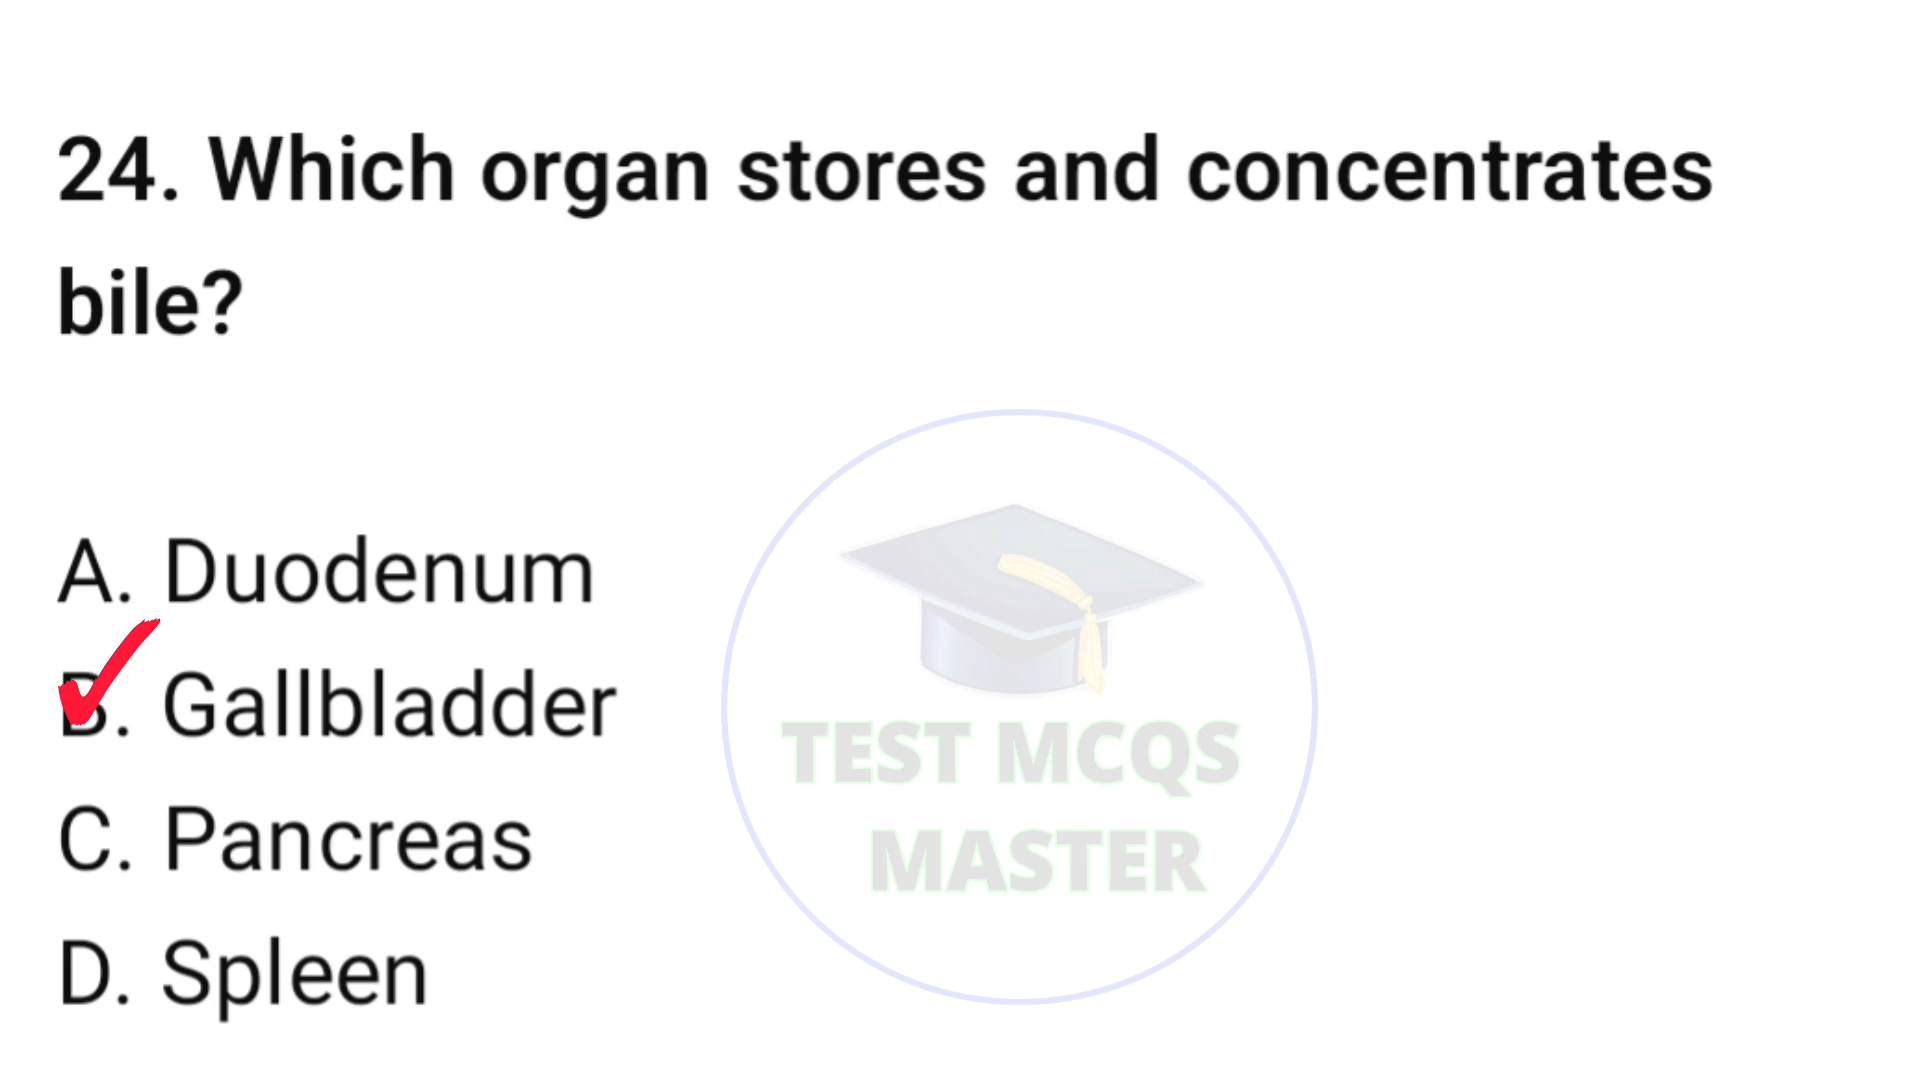 24. Which organ stores and concentrates
bile?
A. Duodenum
B. Gallbladder
C. Pancreas
D. Spleen
TEST MCQS
MASTER